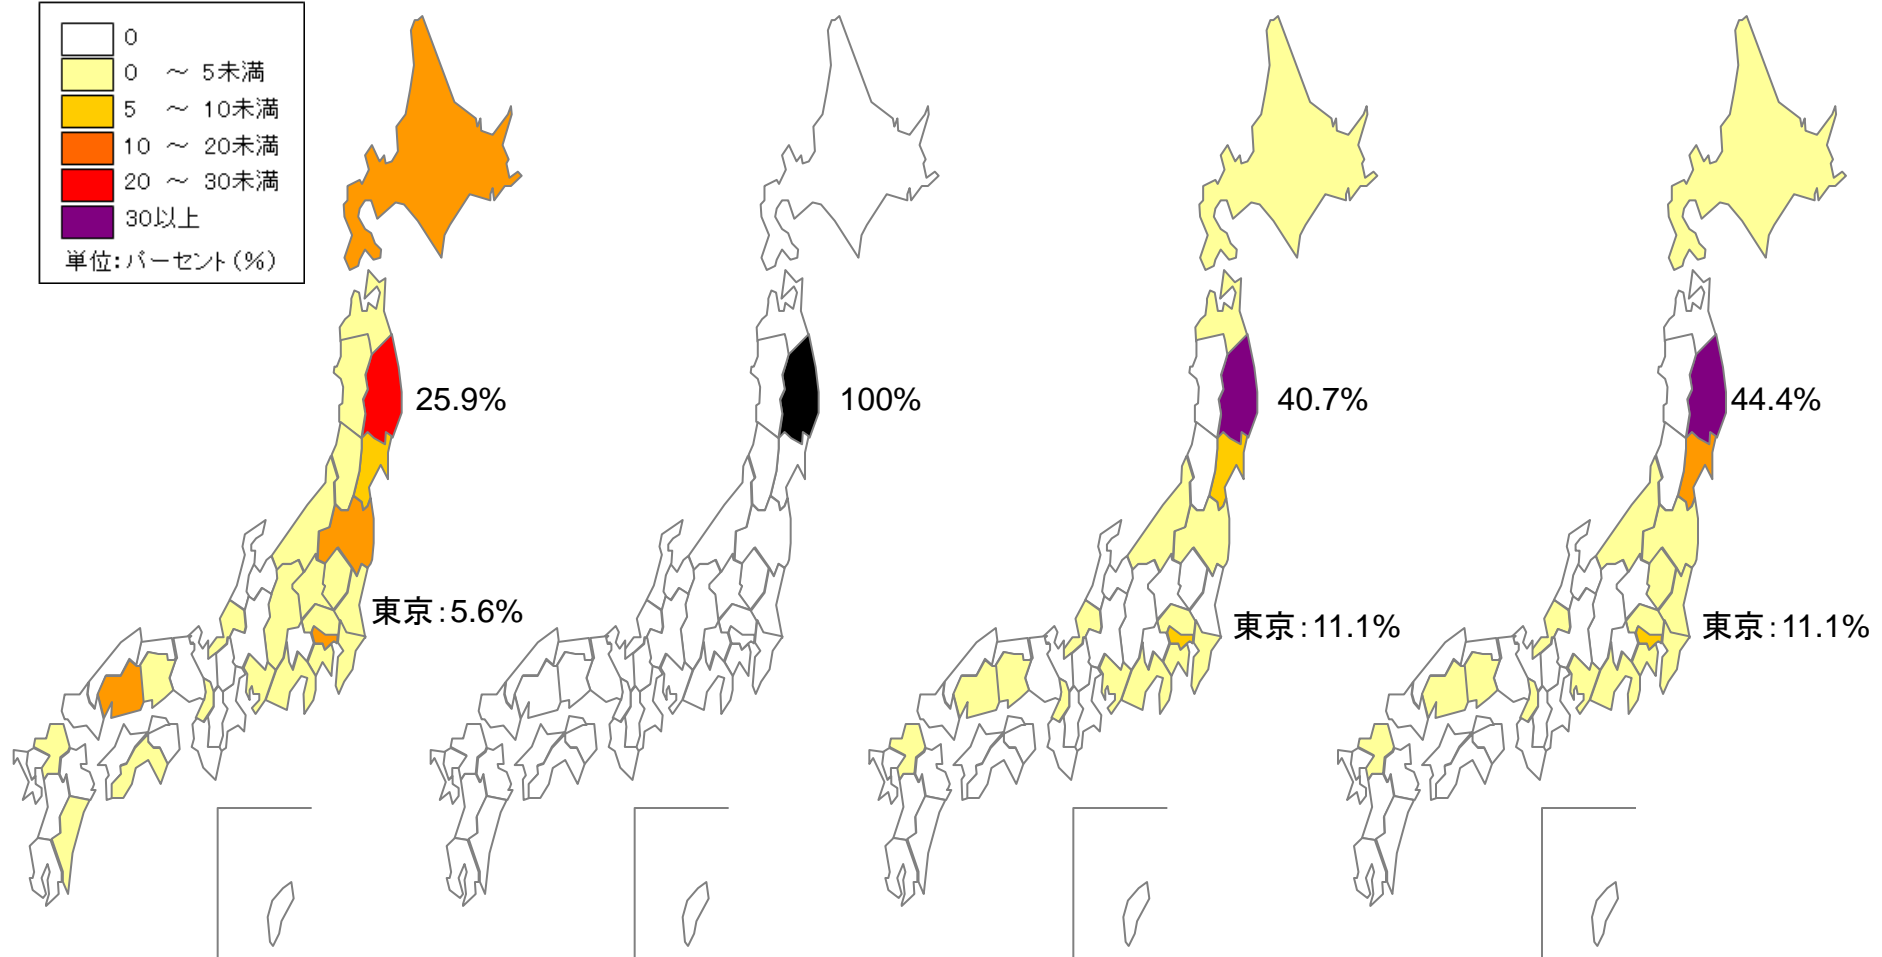 0
0 ～ 5未満
5 ～ 10未満
10 ～ 20未満
20 ～ 30未満
30以上
単位:パーセント(%)
25.9%
100%
40.7%
44.4%
東京:5.6%
東京:11.1%
東京:11.1%